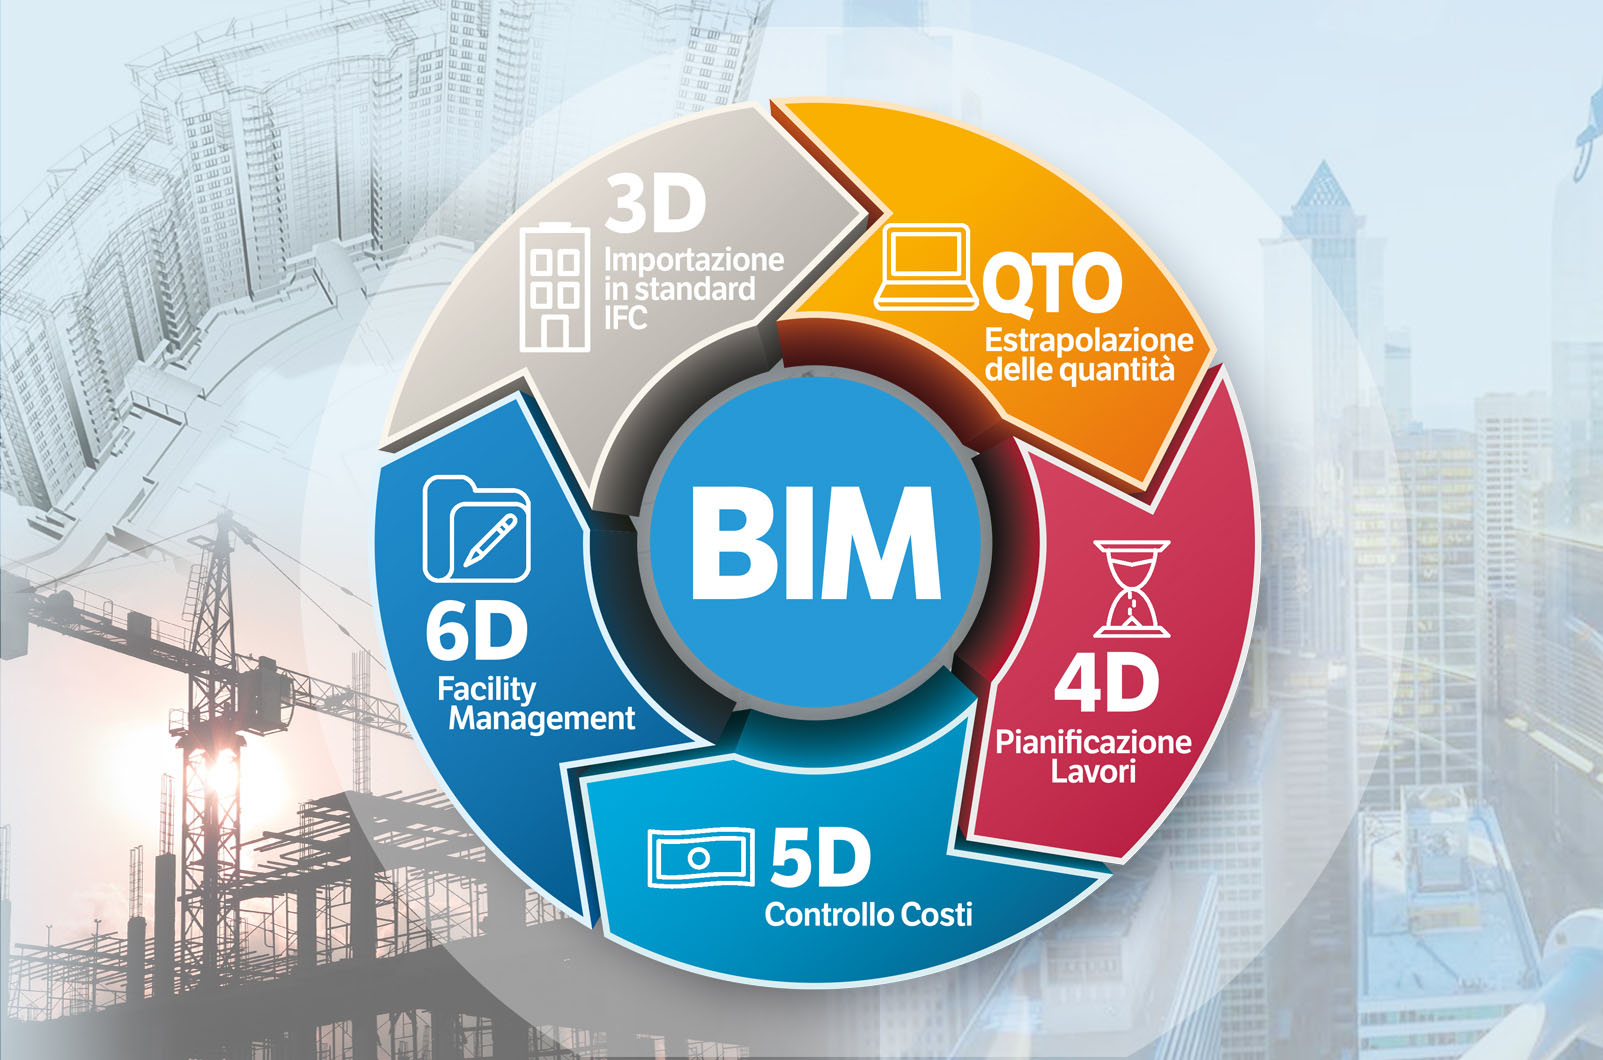 3D
Importazione
in standard
IFC
QTO
Estrapolazione
delle quantità
BIM
4D
Pianificazione
Lavori
5D
Controllo Costi
6D
Facility
Management